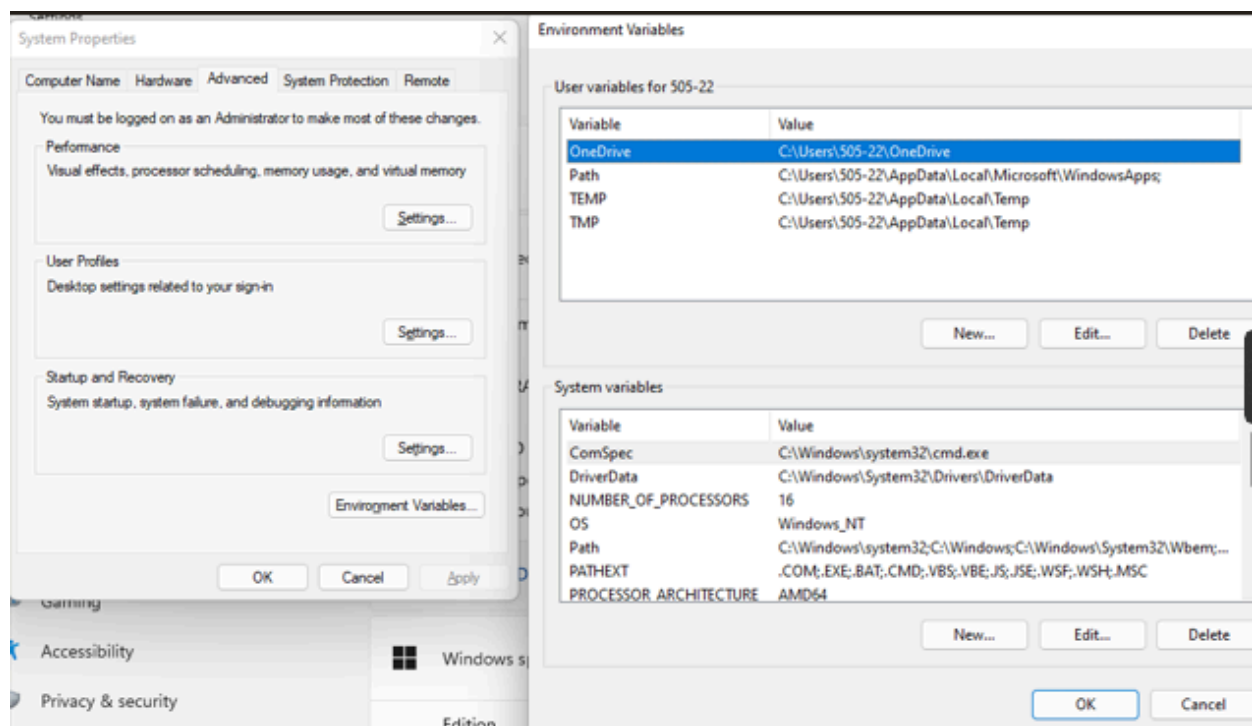 System Properties
Computer Name Hardware Advanced System Protection Remote
You must be logged on as an Administrator to make most of these changes.
Performance
Visual effects, processor scheduling, memory usage, and virtual memory
Settings...
User Profiles
Desktop settings related to your sign-in
Settings...
Startup and Recovery
System startup, system failure, and debugging information
Settings...
Environment Variables...
OK Cancel Apply
Gaming
Accessibility
Privacy & security
Windows
Edition
Environment Variables
User variables for 505-22
Variable Value
OneDrive C:\Users\505-22\OneDrive
Path C:\Users\505-22\AppData\Local\Microsoft\WindowsApps;
TEMP C:\Users\505-22\AppData\Local\Temp
TMP C:\Users\505-22\AppData\Local\Temp
New... Edit... Delete
System variables
Variable Value
ComSpec C:\Windows\system32\cmd.exe
DriverData C:\Windows\System32\Drivers\DriverData
NUMBER_OF_PROCESSORS 16
OS Windows_NT
Path C:\Windows\system32;C:\Windows;C:\Windows\System32\Wbem;...
PATHEXT .COM;.EXE;.BAT;.CMD;.VBS;.VBE;.JS;.JSE;.WSF;.WSH;.MSC
PROCESSOR_ARCHITECTURE AMD64
New... Edit... Delete
OK Cancel